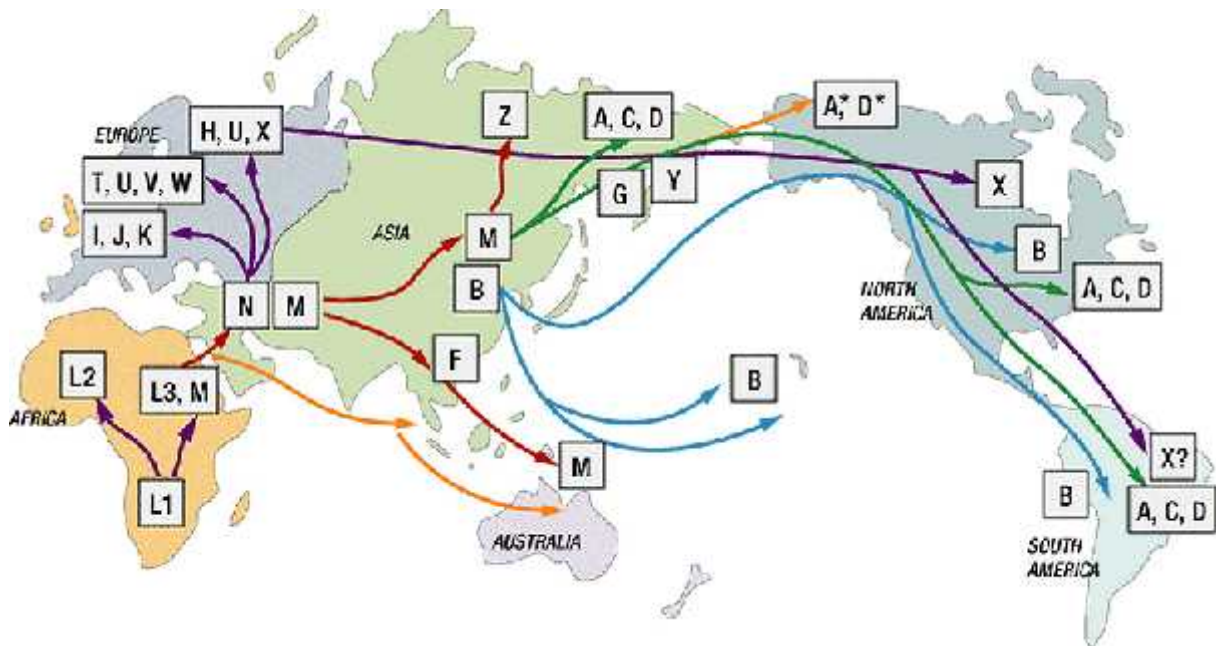 EUROPE
H, U, X
T, U, V, W
I, J, K
N
M
L2
L3, M
AFRICA
L1
ASIA
Z
A, C, D
M
B
G
Y
F
M
AUSTRALIA
B
A,* D*
X
B
A, C, D
NORTH
AMERICA
X?
B
A, C, D
SOUTH
AMERICA